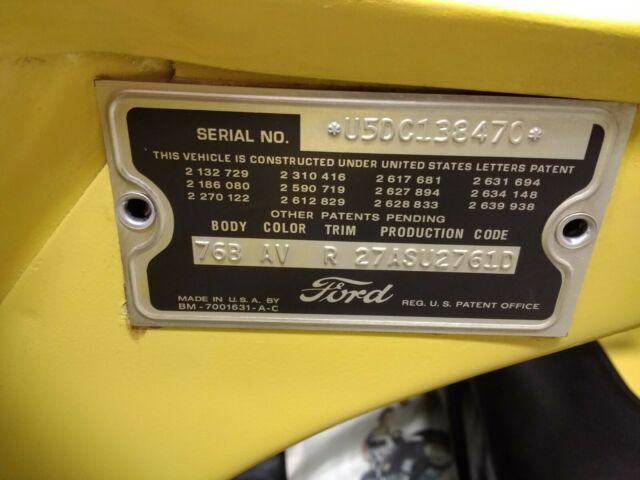 SERIAL NO. *U5DC138470*
THIS VEHICLE IS CONSTRUCTED UNDER UNITED STATES LETTERS PATENT
2 132 729 2 310 416 2 617 681 2 631 694
2 186 080 2 590 719 2 627 894 2 634 148
2 270 122 2 612 829 2 628 833 2 639 938
OTHER PATENTS PENDING
BODY COLOR TRIM PRODUCTION CODE
76B AV R 27ASU2761D
MADE IN U.S.A. BY Ford REG. U.S. PATENT OFFICE
BM-7001631-A-C